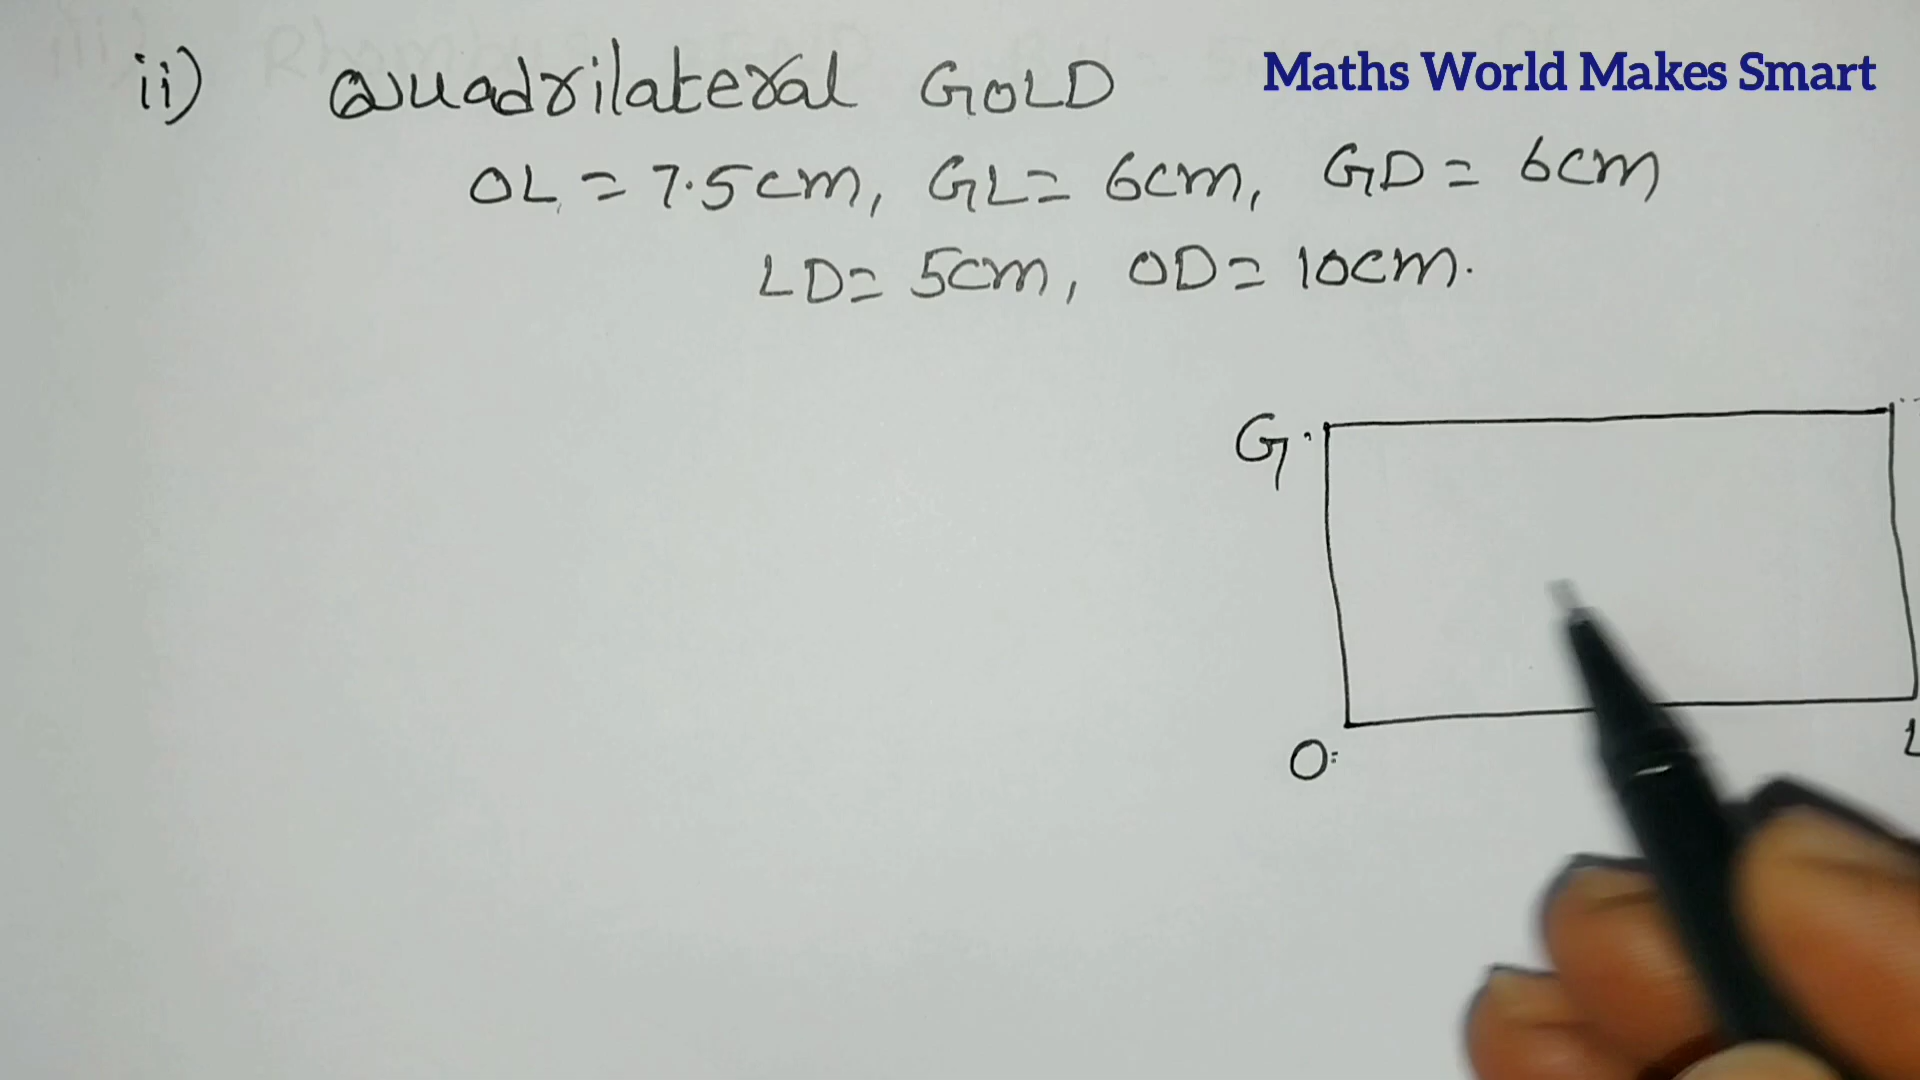 ii) Quadrilateral GOLD
Maths World Makes Smart
OL = 7.5cm, GL = 6cm, GD = 6cm
LD = 5cm, OD = 10cm.
G
O
L